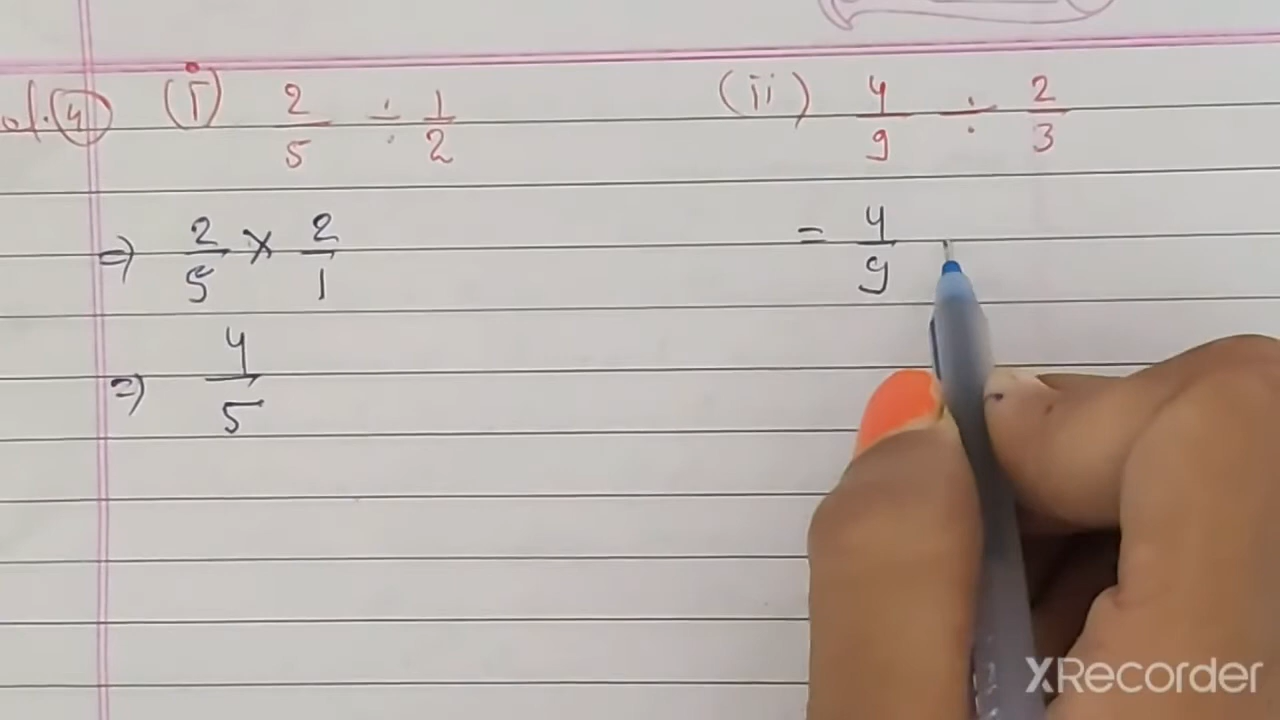 ol. (4) (i) 2/5 ÷ 1/2
(ii) 4/9 ÷ 2/3
⇒ 2/5 × 2/1
= 4/9
⇒ 4/5
XRecorder